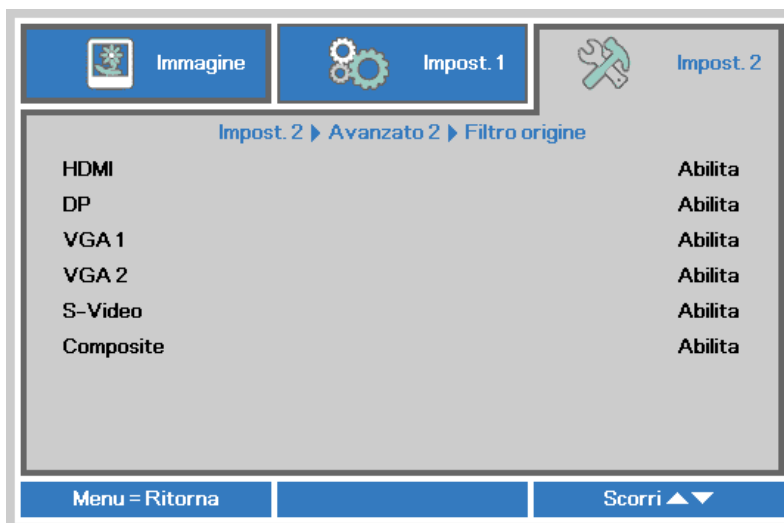 Immagine
Impost. 1
Impost. 2
Impost. 2 ▶ Avanzato 2 ▶ Filtro origine
HDMI Abilita
DP Abilita
VGA 1 Abilita
VGA 2 Abilita
S-Video Abilita
Composite Abilita
Menu = Ritorna
Scorri ▲▼